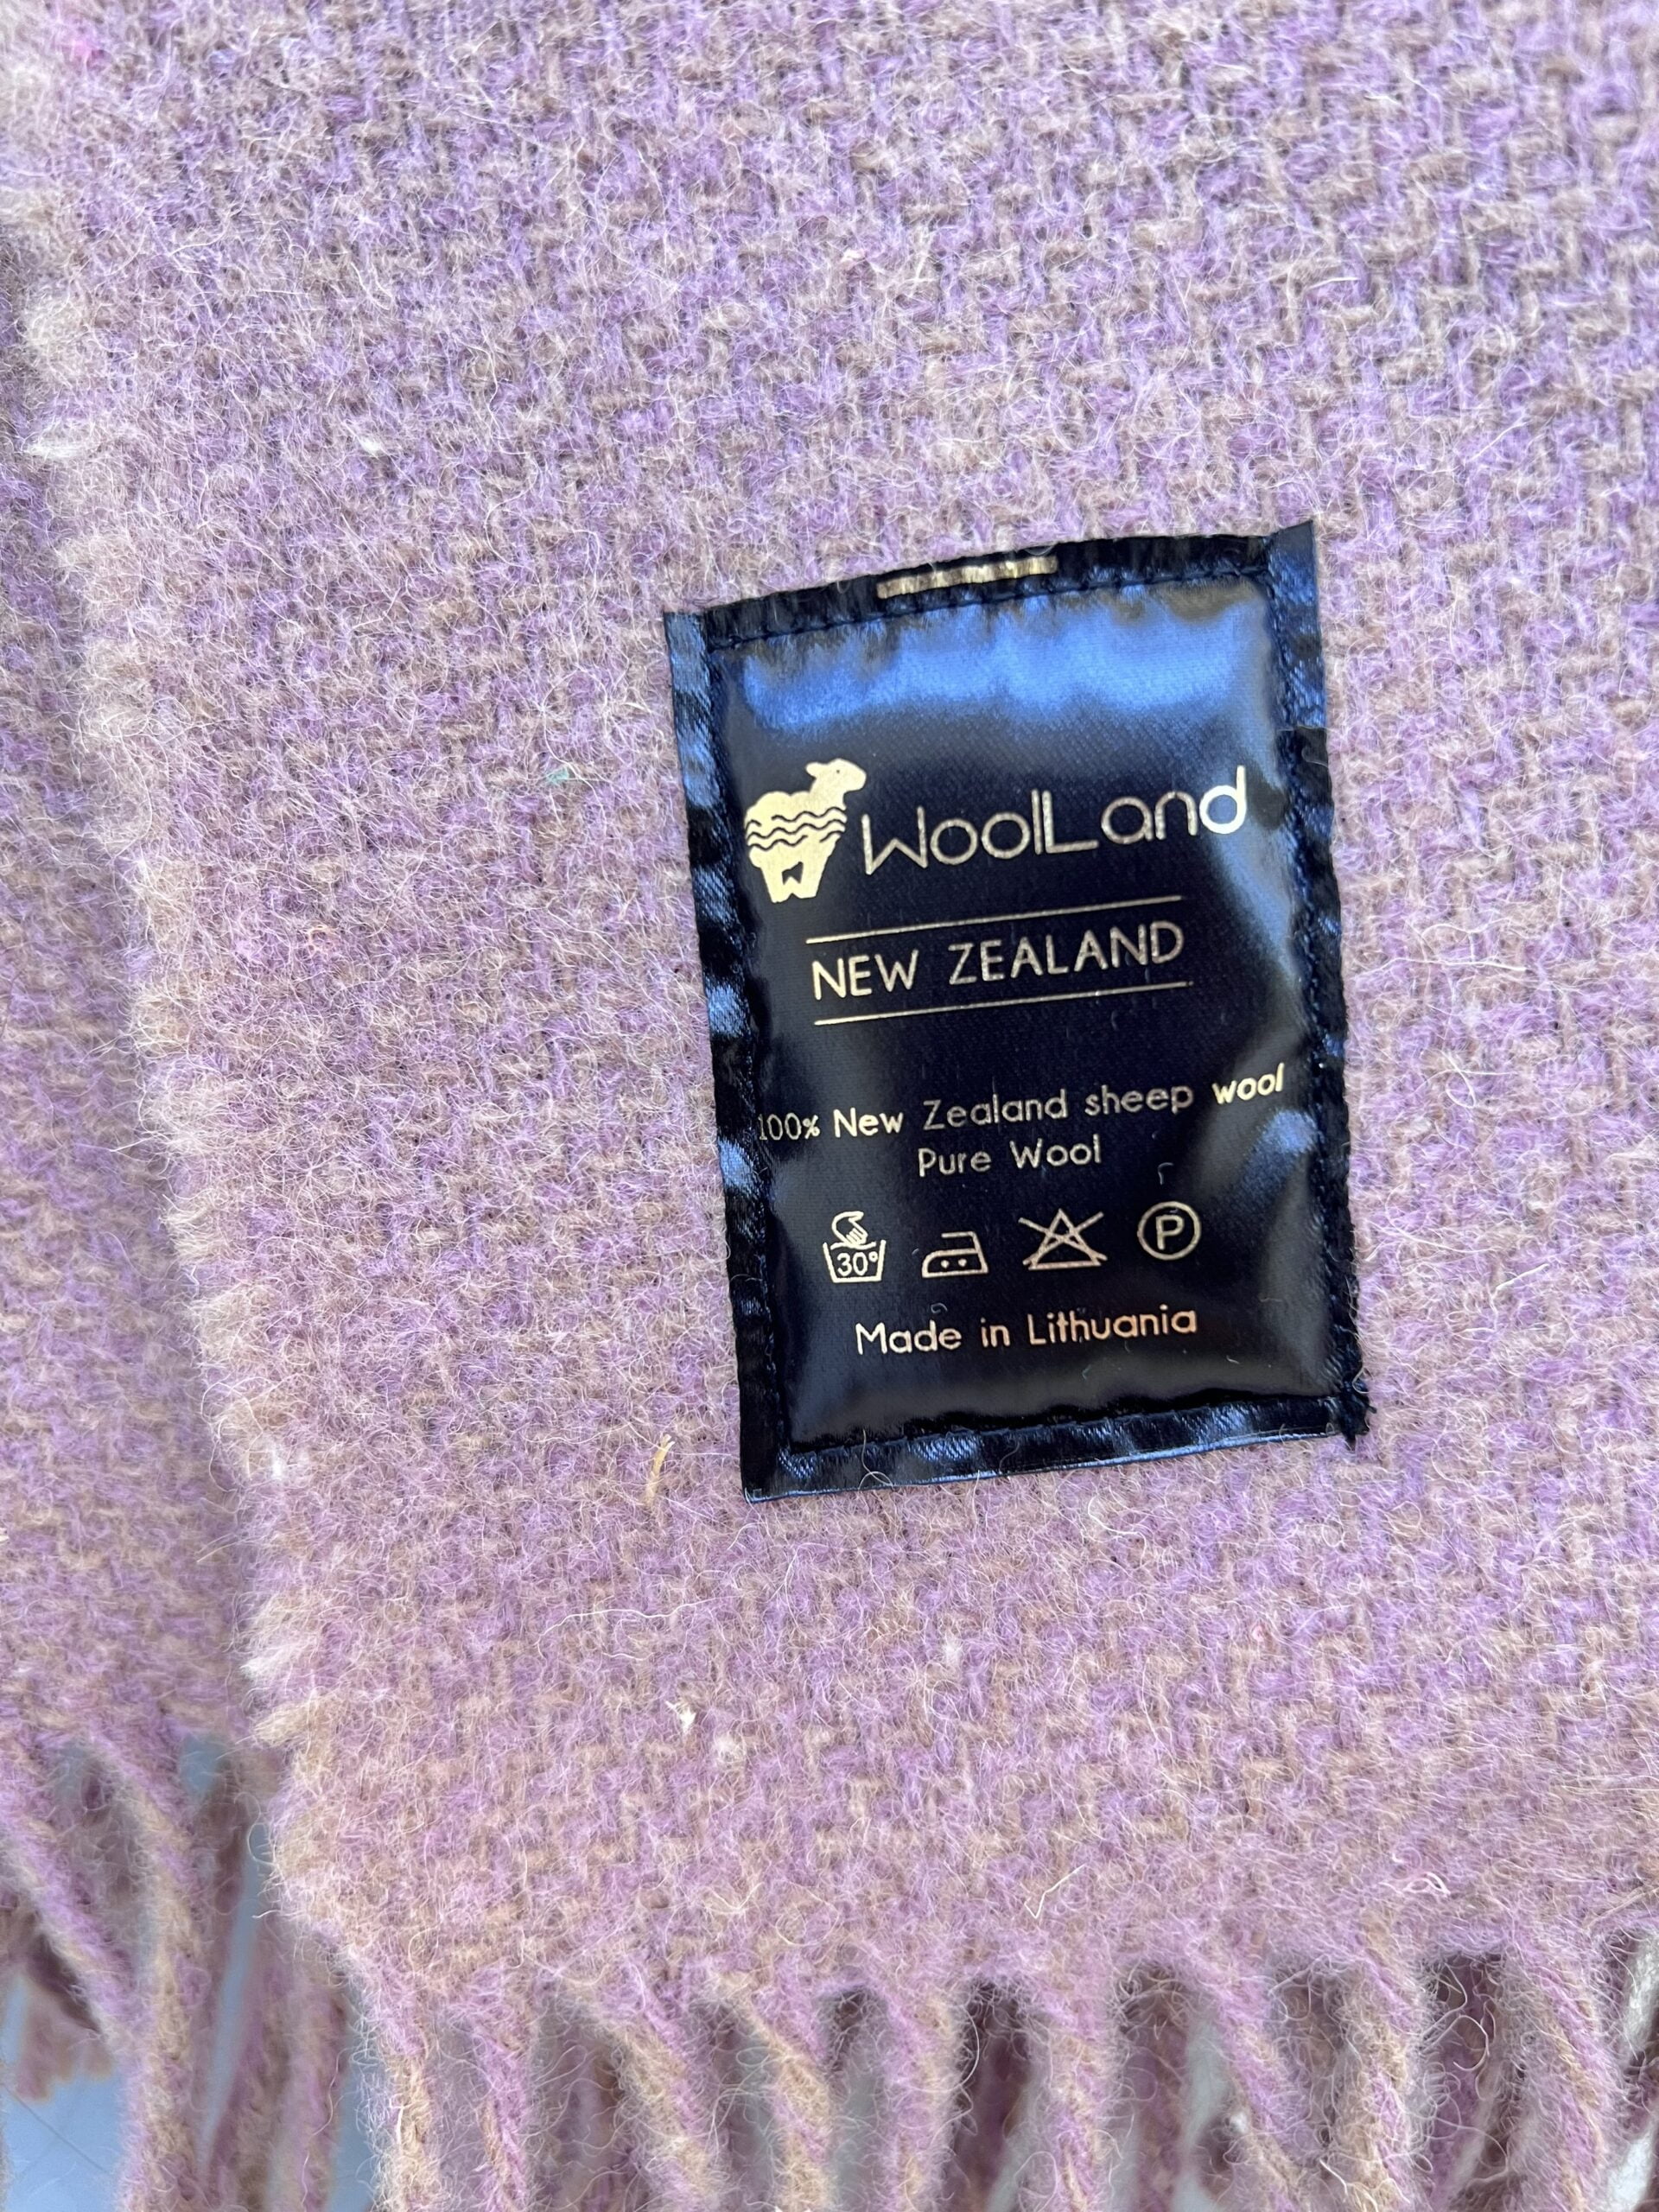 WoolLand
NEW ZEALAND
100% New Zealand sheep wool
Pure Wool
30° P
Made in Lithuania